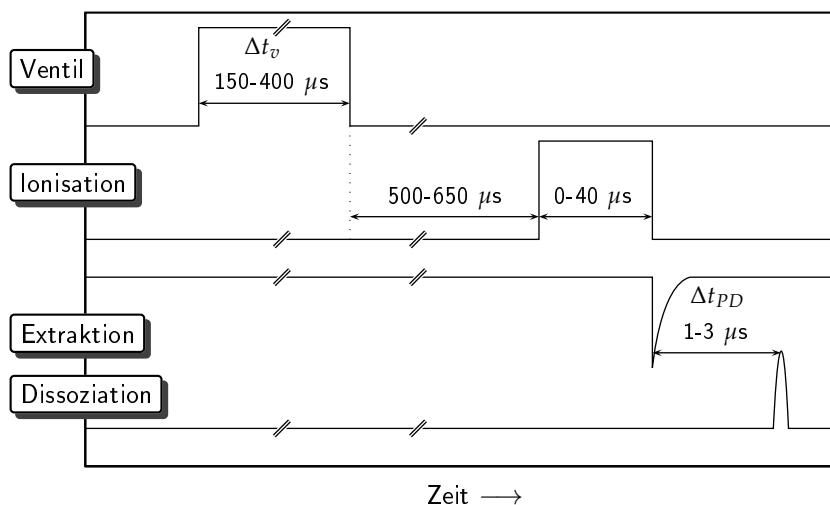 Ventil
Δt_v
150-400 μs
Ionisation
500-650 μs
0-40 μs
Extraktion
Δt_PD
1-3 μs
Dissoziation
Zeit ⟶